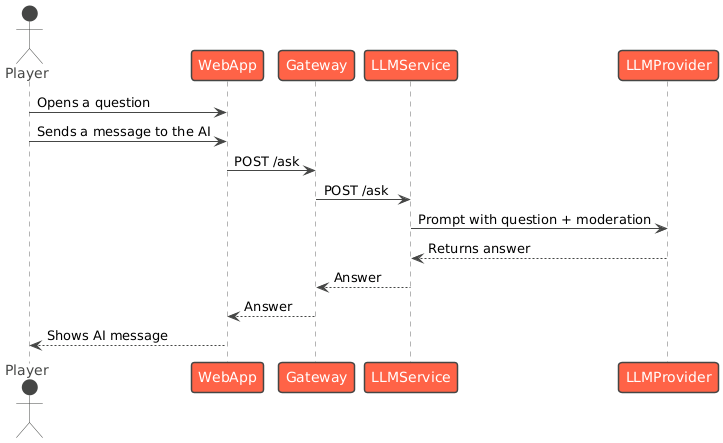 Player
WebApp
Gateway
LLMService
LLMProvider
Opens a question
Sends a message to the AI
POST /ask
POST /ask
Prompt with question + moderation
Returns answer
Answer
Answer
Shows AI message
Player
WebApp
Gateway
LLMService
LLMProvider